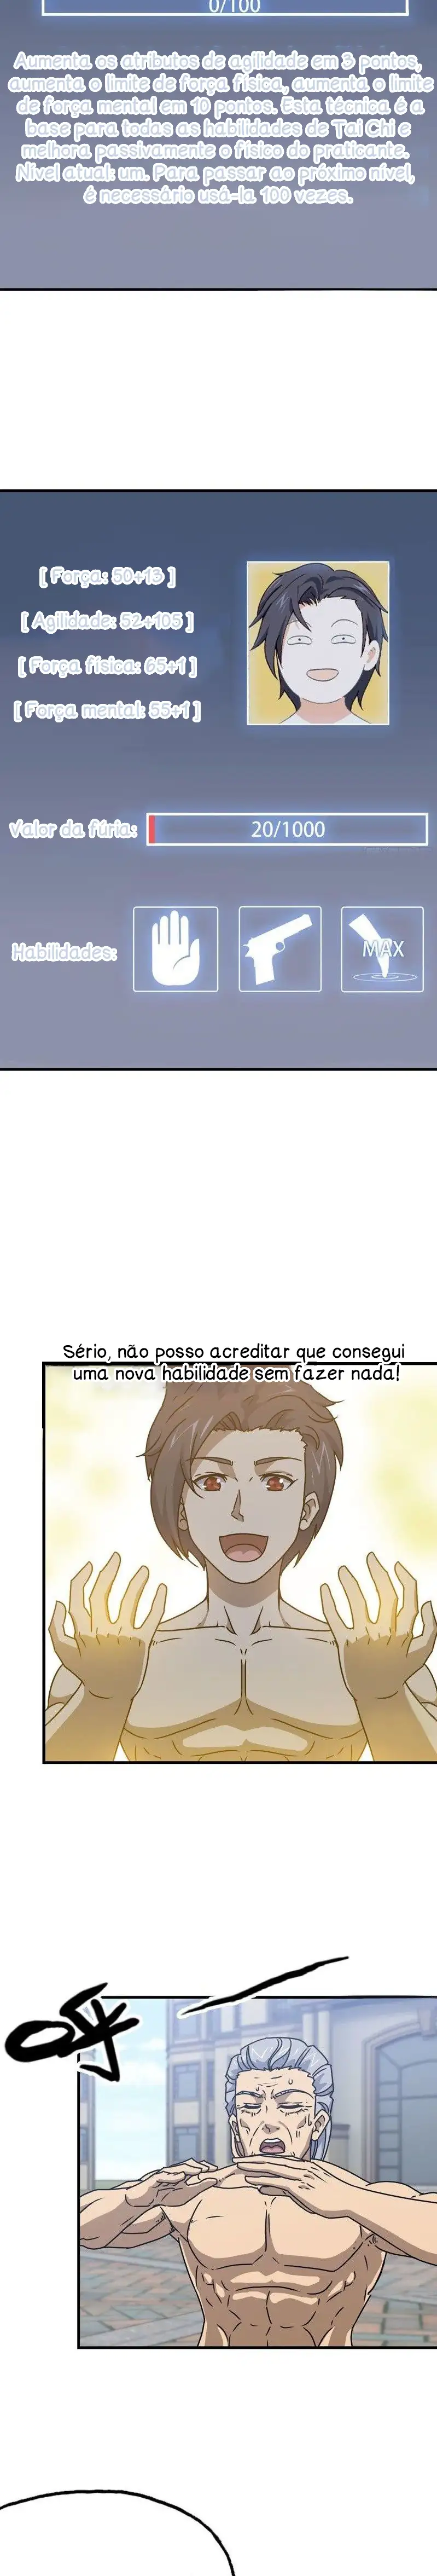 0/100
Aumenta os atributos de agilidade em 3 pontos,
aumenta o limite de força física, aumenta o limite
de força mental em 10 pontos. Esta técnica é a
base para todas as habilidades de Tai Chi e
melhora passivamente o físico do praticante.
Nível atual: um. Para passar ao próximo nível,
é necessário usá-la 100 vezes.
[ Força: 50+13 ]
[ Agilidade: 52+105 ]
[ Força física: 65+1 ]
[ Força mental: 55+1 ]
Valor da fúria:
20/1000
Habilidades:
MAX
Sério, não posso acreditar que consegui
uma nova habilidade sem fazer nada!
呼